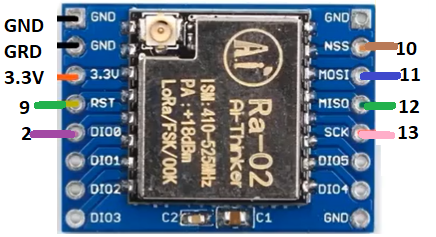 GND
GRD
3.3V
9
2
GND
GND
3.3V
RST
DIO0
DIO1
DIO2
DIO3
Ai
Ra-02
Ai-Thinker
ISM:410-525MHz
PA:+18dBm
LoRa/FSK/OOK
C2
C1
GND
NSS
MOSI
MISO
SCK
DIO5
DIO4
GND
10
11
12
13